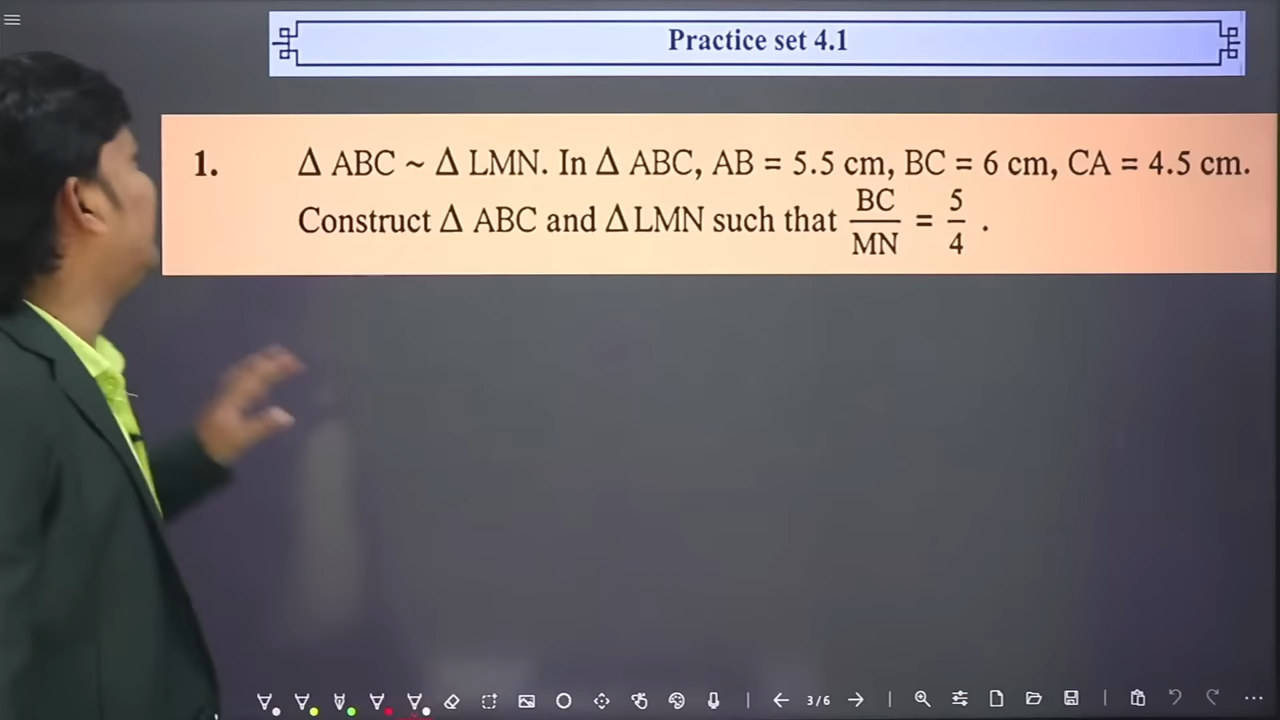 Practice set 4.1
1. Δ ABC ~ Δ LMN. In Δ ABC, AB = 5.5 cm, BC = 6 cm, CA = 4.5 cm.
Construct Δ ABC and Δ LMN such that BC/MN = 5/4 .
3/6